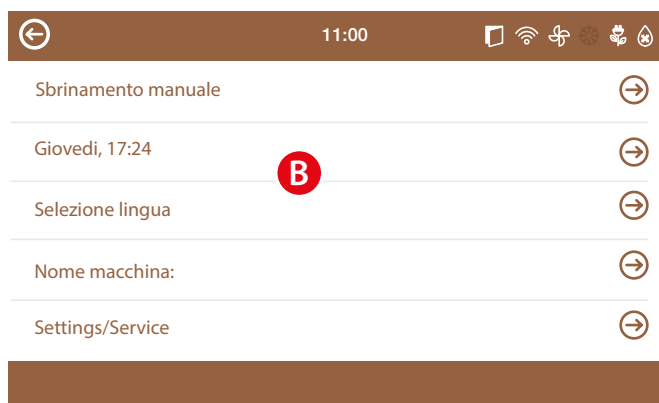 11:00
Sbrinamento manuale
Giovedi, 17:24
B
Selezione lingua
Nome macchina:
Settings/Service